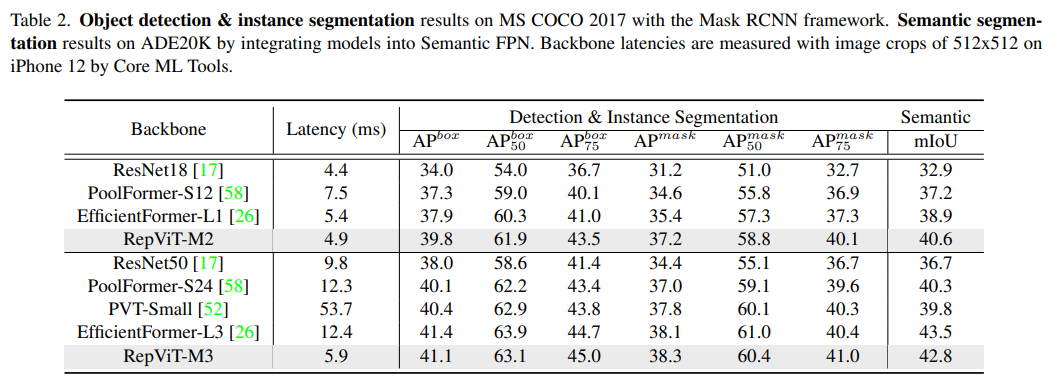 Table 2. Object detection & instance segmentation results on MS COCO 2017 with the Mask RCNN framework. Semantic segmen-
tation results on ADE20K by integrating models into Semantic FPN. Backbone latencies are measured with image crops of 512x512 on
iPhone 12 by Core ML Tools.
Backbone Latency (ms) Detection & Instance Segmentation Semantic
AP^box AP^box_50 AP^box_75 AP^mask AP^mask_50 AP^mask_75 mIoU
ResNet18 [17] 4.4 34.0 54.0 36.7 31.2 51.0 32.7 32.9
PoolFormer-S12 [58] 7.5 37.3 59.0 40.1 34.6 55.8 36.9 37.2
EfficientFormer-L1 [26] 5.4 37.9 60.3 41.0 35.4 57.3 37.3 38.9
RepViT-M2 4.9 39.8 61.9 43.5 37.2 58.8 40.1 40.6
ResNet50 [17] 9.8 38.0 58.6 41.4 34.4 55.1 36.7 36.7
PoolFormer-S24 [58] 12.3 40.1 62.2 43.4 37.0 59.1 39.6 40.3
PVT-Small [52] 53.7 40.4 62.9 43.8 37.8 60.1 40.3 39.8
EfficientFormer-L3 [26] 12.4 41.4 63.9 44.7 38.1 61.0 40.4 43.5
RepViT-M3 5.9 41.1 63.1 45.0 38.3 60.4 41.0 42.8